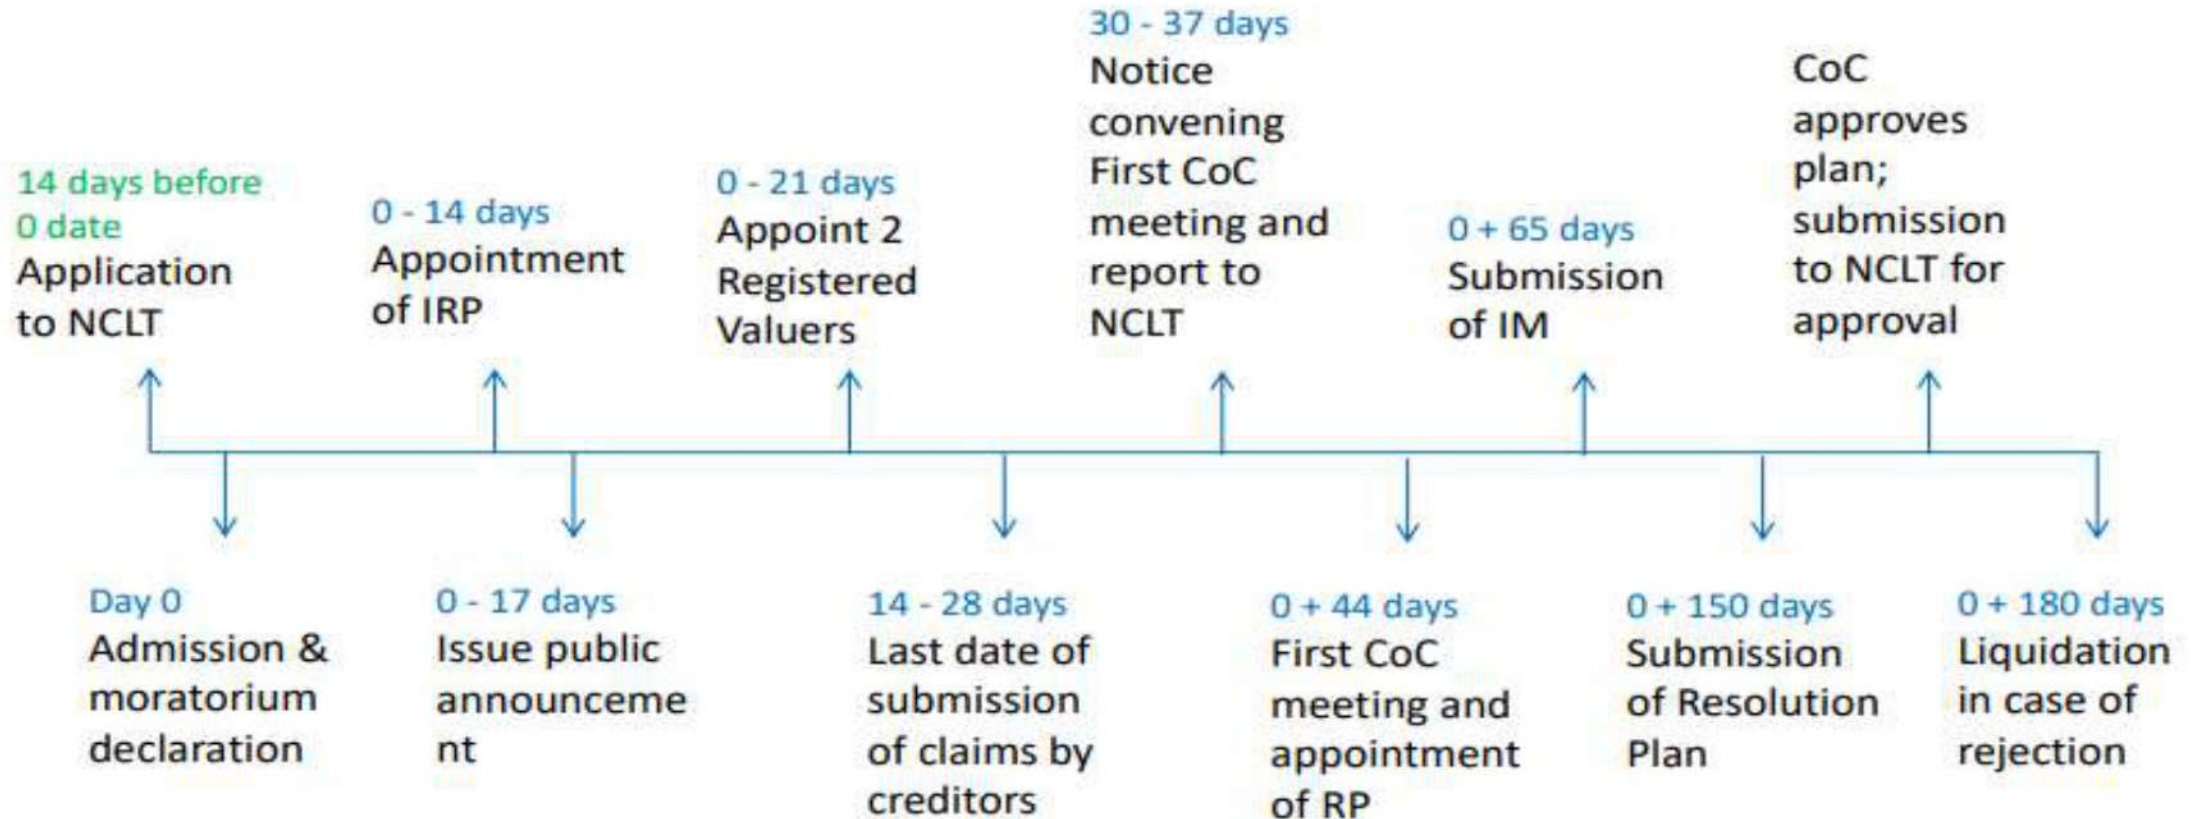 14 days before
0 date
Application
to NCLT
0 - 14 days
Appointment
of IRP
0 - 21 days
Appoint 2
Registered
Valuers
30 - 37 days
Notice
convening
First CoC
meeting and
report to
NCLT
0 + 65 days
Submission
of IM
CoC
approves
plan;
submission
to NCLT for
approval
Day 0
Admission &
moratorium
declaration
0 - 17 days
Issue public
announceme
nt
14 - 28 days
Last date of
submission
of claims by
creditors
0 + 44 days
First CoC
meeting and
appointment
of RP
0 + 150 days
Submission
of Resolution
Plan
0 + 180 days
Liquidation
in case of
rejection